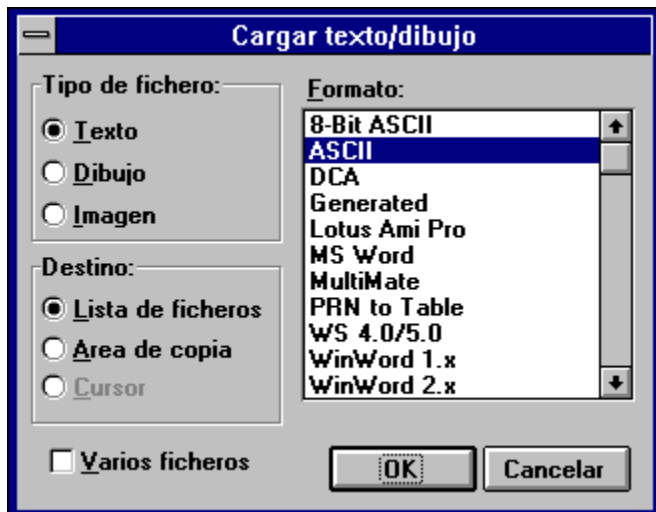 Cargar texto/dibujo
Tipo de fichero:
Texto
Dibujo
Imagen
Destino:
Lista de ficheros
Area de copia
Cursor
Varios ficheros
Formato:
8-Bit ASCII
ASCII
DCA
Generated
Lotus Ami Pro
MS Word
MultiMate
PRN to Table
WS 4.0/5.0
WinWord 1.x
WinWord 2.x
OK
Cancelar